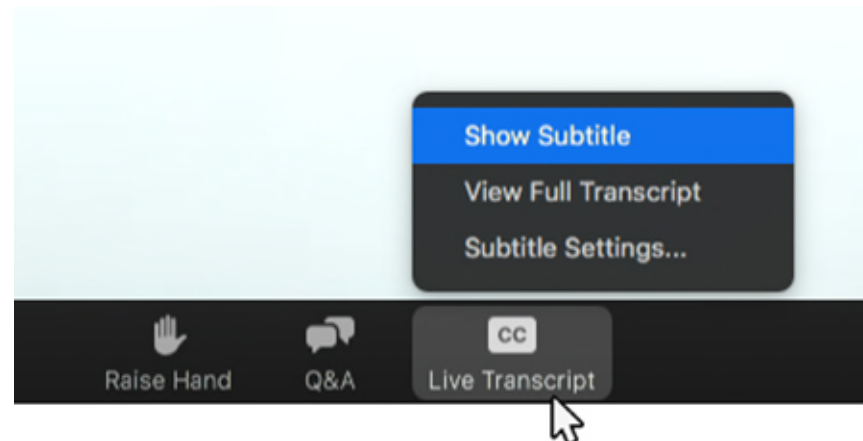 Show Subtitle
View Full Transcript
Subtitle Settings...
CC
Raise Hand Q&A Live Transcript